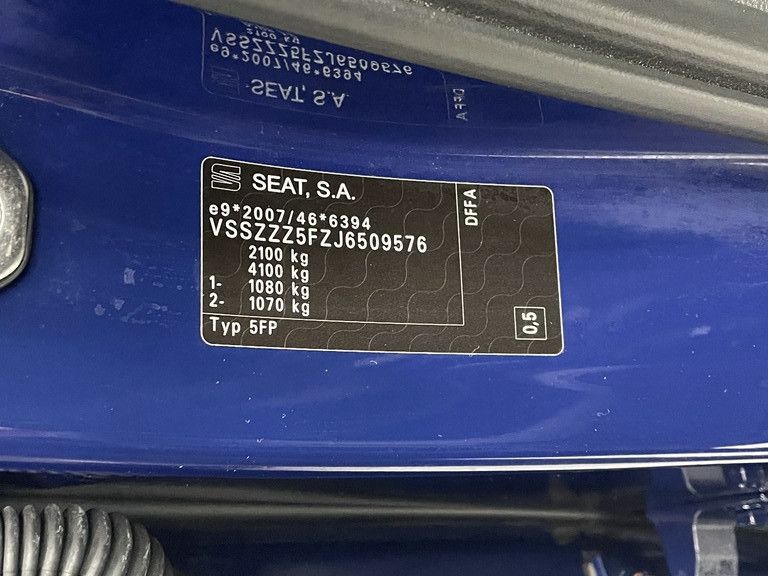 SEAT, S.A.
e9*2007/46*6394
VSSZZZ5FZJ6509576
2100 kg
4100 kg
1- 1080 kg
2- 1070 kg
Typ 5FP
DFFA
0,5